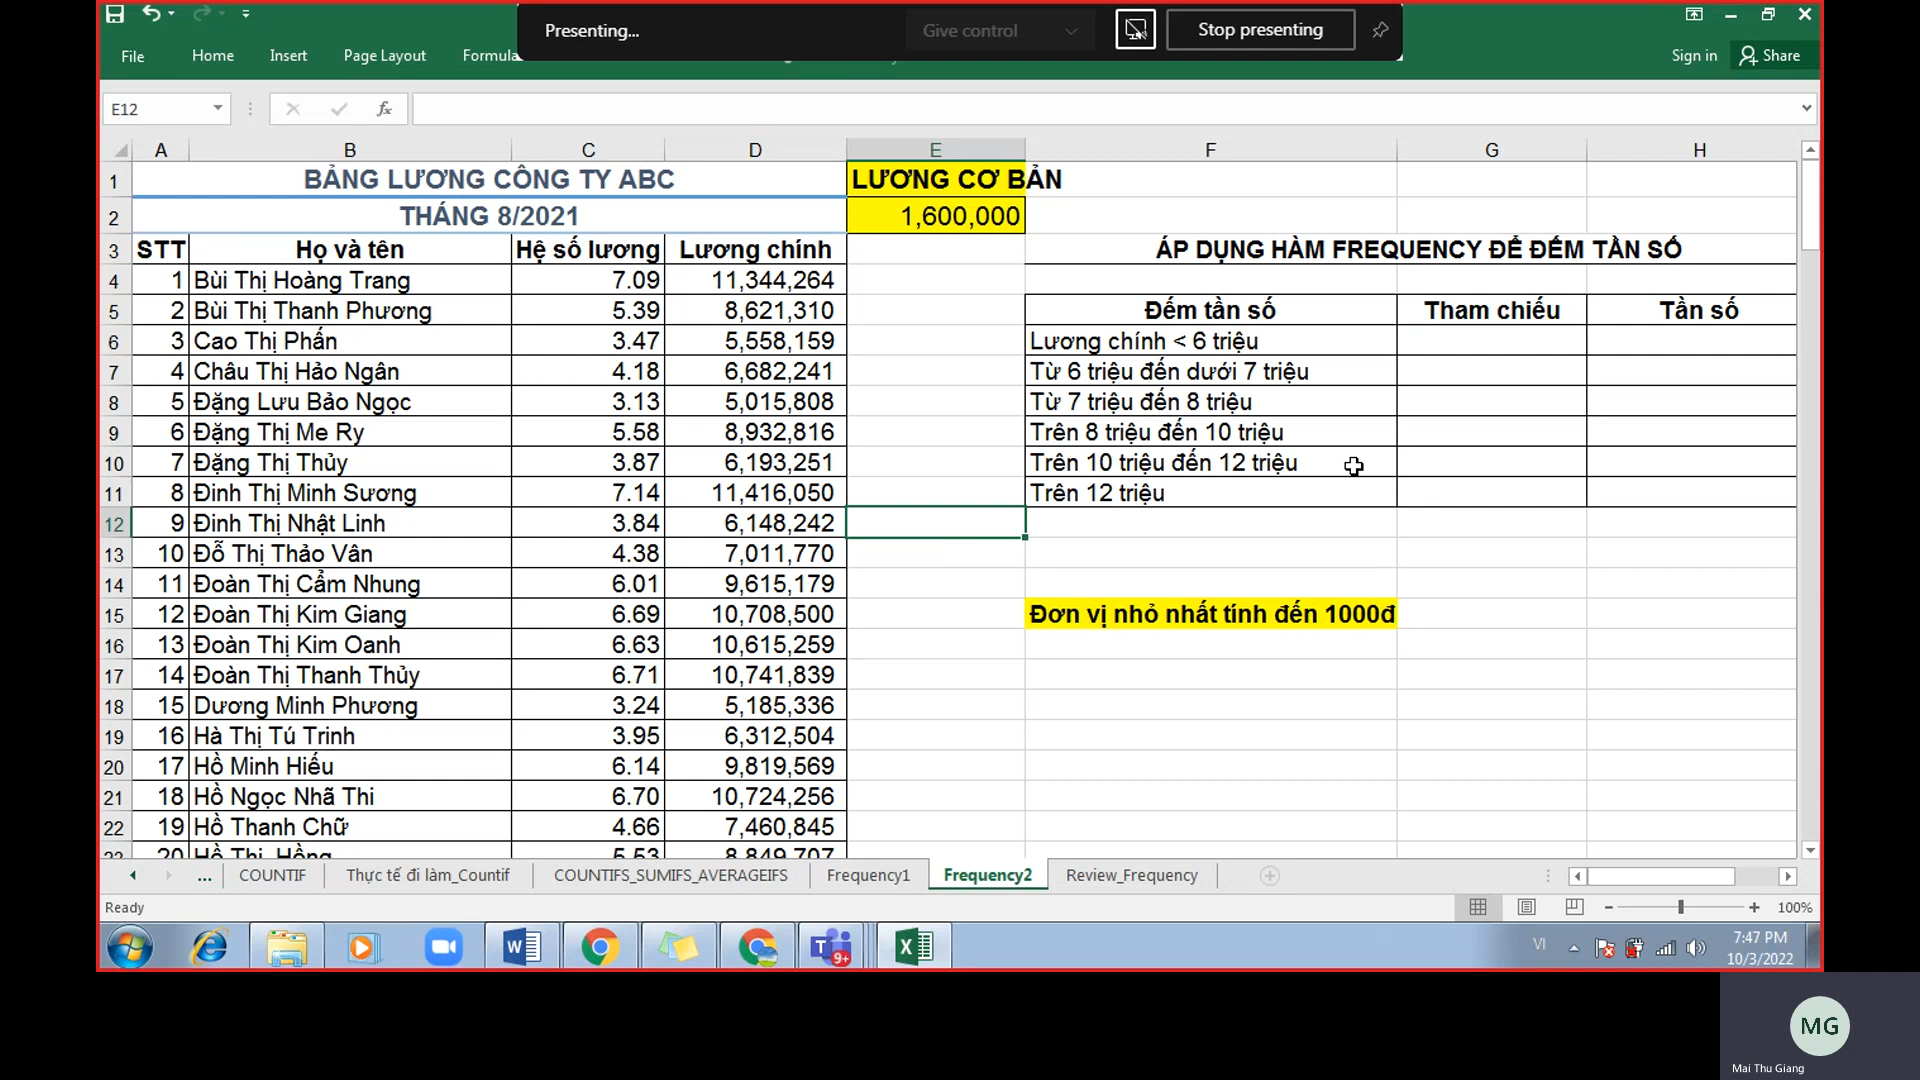 Presenting...
Give control
Stop presenting
File
Home
Insert
Page Layout
Formula
Sign in
Share
E12
fx
A B C D E F G H
1 BẢNG LƯƠNG CÔNG TY ABC LƯƠNG CƠ BẢN
2 THÁNG 8/2021 1,600,000
3 STT Họ và tên Hệ số lương Lương chính ÁP DỤNG HÀM FREQUENCY ĐỂ ĐẾM TẦN SỐ
4 1 Bùi Thị Hoàng Trang 7.09 11,344,264
5 2 Bùi Thị Thanh Phương 5.39 8,621,310 Đếm tần số Tham chiếu Tần số
6 3 Cao Thị Phấn 3.47 5,558,159 Lương chính < 6 triệu
7 4 Châu Thị Hảo Ngân 4.18 6,682,241 Từ 6 triệu đến dưới 7 triệu
8 5 Đặng Lưu Bảo Ngọc 3.13 5,015,808 Từ 7 triệu đến 8 triệu
9 6 Đặng Thị Me Ry 5.58 8,932,816 Trên 8 triệu đến 10 triệu
10 7 Đặng Thị Thủy 3.87 6,193,251 Trên 10 triệu đến 12 triệu
11 8 Đinh Thị Minh Sương 7.14 11,416,050 Trên 12 triệu
12 9 Đinh Thị Nhật Linh 3.84 6,148,242
13 10 Đỗ Thị Thảo Vân 4.38 7,011,770
14 11 Đoàn Thị Cẩm Nhung 6.01 9,615,179
15 12 Đoàn Thị Kim Giang 6.69 10,708,500 Đơn vị nhỏ nhất tính đến 1000đ
16 13 Đoàn Thị Kim Oanh 6.63 10,615,259
17 14 Đoàn Thị Thanh Thủy 6.71 10,741,839
18 15 Dương Minh Phương 3.24 5,185,336
19 16 Hà Thị Tú Trinh 3.95 6,312,504
20 17 Hồ Minh Hiếu 6.14 9,819,569
21 18 Hồ Ngọc Nhã Thi 6.70 10,724,256
22 19 Hồ Thanh Chữ 4.66 7,460,845
23 20 Hồ Thị Hồng 5.53 8,849,707
... COUNTIF Thực tế đi làm_Countif COUNTIFS_SUMIFS_AVERAGEIFS Frequency1 Frequency2 Review_Frequency
Ready
100%
9+
VI
7:47 PM
10/3/2022
MG
Mai Thu Giang